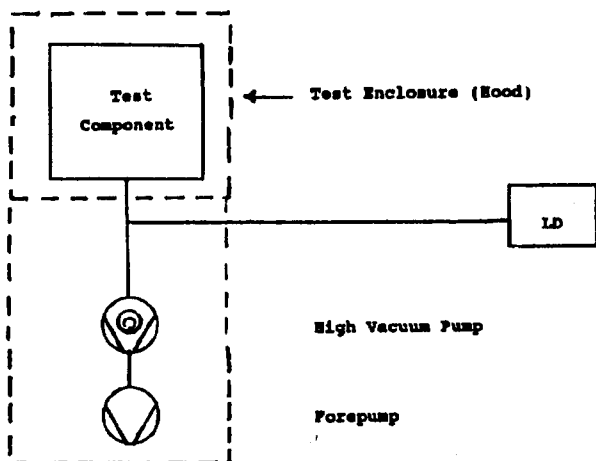 Test
Component
Test Enclosure (Hood)
LD
High Vacuum Pump
Forepump